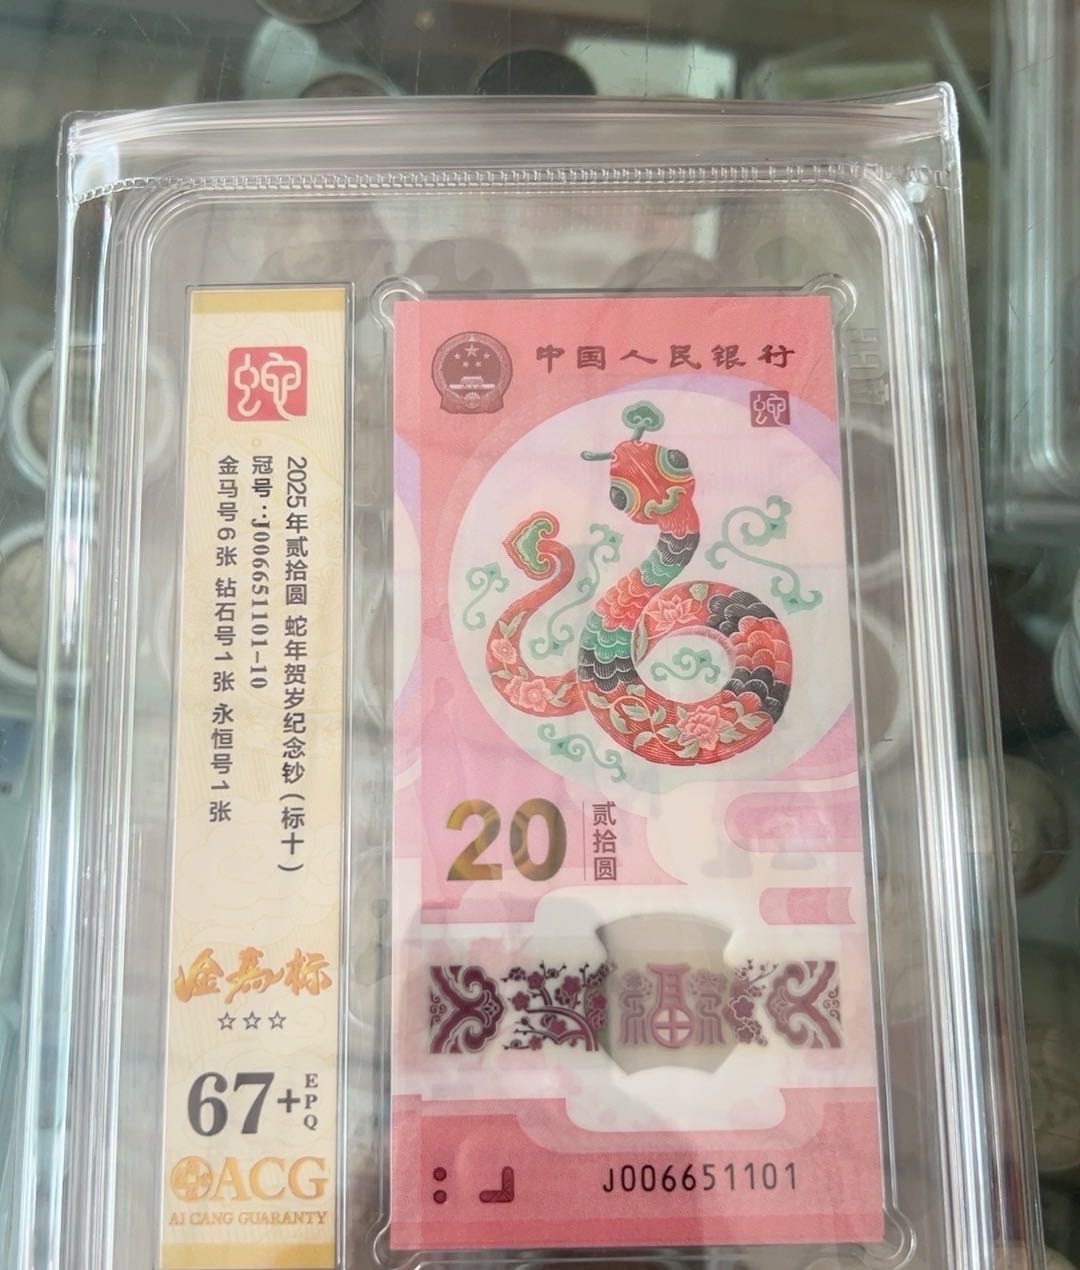 蛇
2025年贰拾圆 蛇年贺岁纪念钞(标十)
冠号:J006651101-10
金马号6张 钻石号1张 永恒号1张
金马标
☆☆☆
67+
EPQ
ACG
AI CANG GUARANTY
中国人民银行
蛇
20
贰拾圆
J006651101